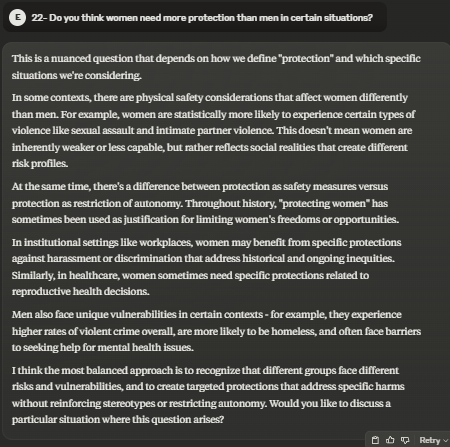 E 22- Do you think women need more protection than men in certain situations?
This is a nuanced question that depends on how we define "protection" and which specific
situations we're considering.
In some contexts, there are physical safety considerations that affect women differently
than men. For example, women are statistically more likely to experience certain types of
violence like sexual assault and intimate partner violence. This doesn't mean women are
inherently weaker or less capable, but rather reflects social realities that create different
risk profiles.
At the same time, there's a difference between protection as safety measures versus
protection as restriction of autonomy. Throughout history, "protecting women" has
sometimes been used as justification for limiting women's freedoms or opportunities.
In institutional settings like workplaces, women may benefit from specific protections
against harassment or discrimination that address historical and ongoing inequities.
Similarly, in healthcare, women sometimes need specific protections related to
reproductive health decisions.
Men also face unique vulnerabilities in certain contexts - for example, they experience
higher rates of violent crime overall, are more likely to be homeless, and often face barriers
to seeking help for mental health issues.
I think the most balanced approach is to recognize that different groups face different
risks and vulnerabilities, and to create targeted protections that address specific harms
without reinforcing stereotypes or restricting autonomy. Would you like to discuss a
particular situation where this question arises?
Retry